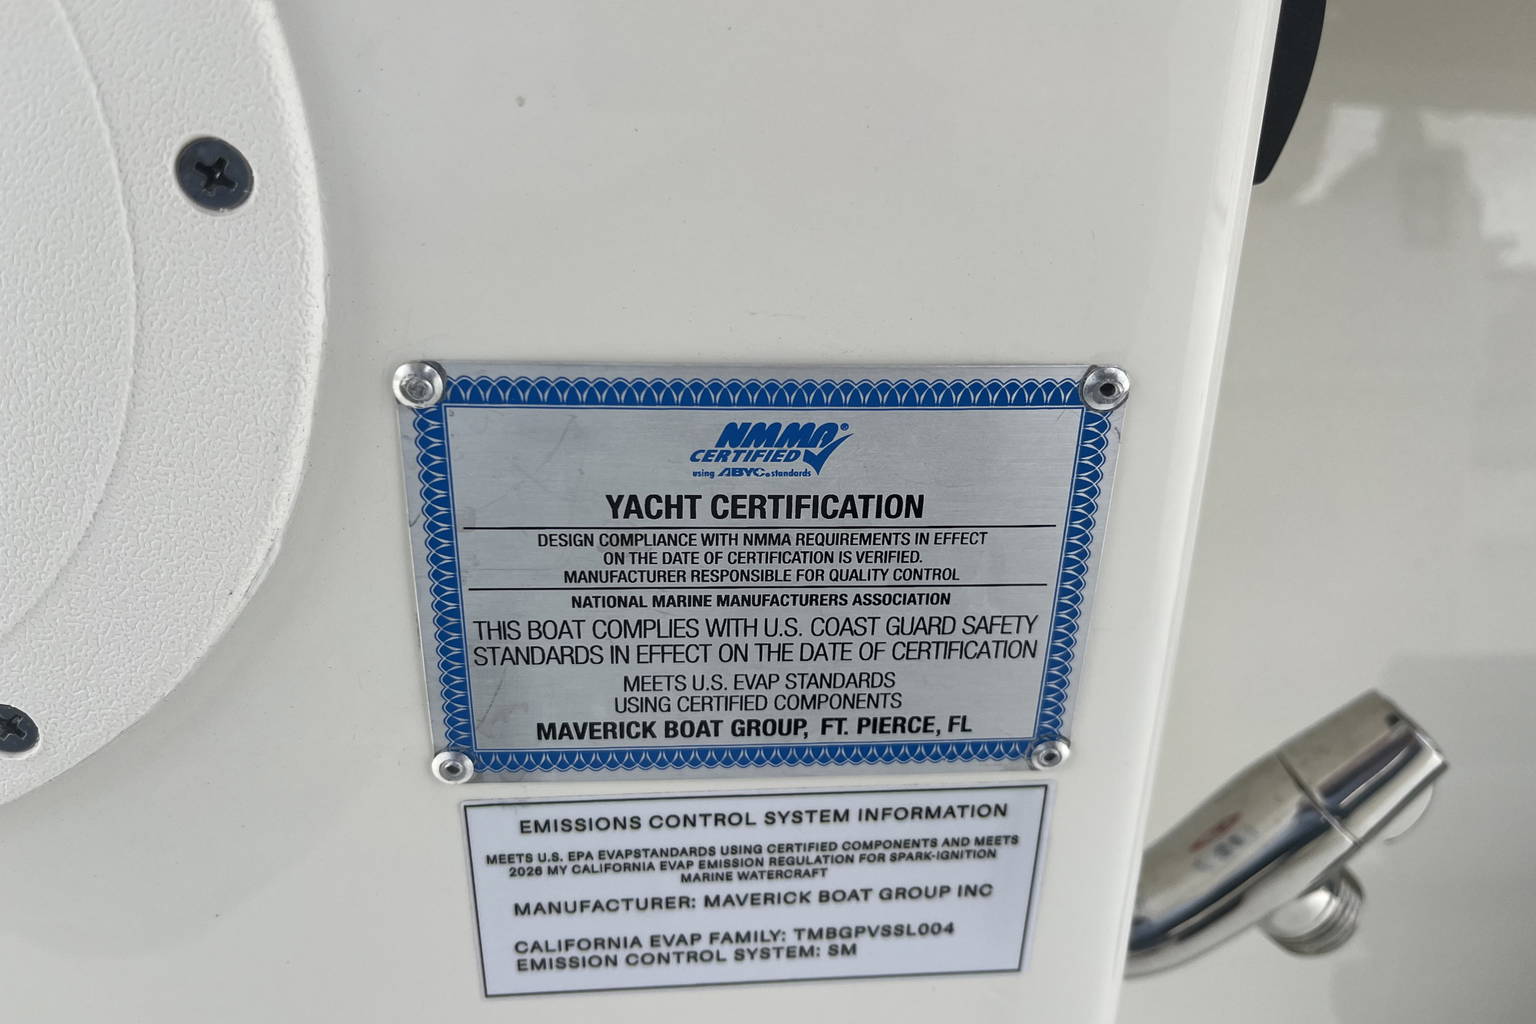 NMMA®
CERTIFIED
using ABYC® standards
YACHT CERTIFICATION
DESIGN COMPLIANCE WITH NMMA REQUIREMENTS IN EFFECT
ON THE DATE OF CERTIFICATION IS VERIFIED.
MANUFACTURER RESPONSIBLE FOR QUALITY CONTROL
NATIONAL MARINE MANUFACTURERS ASSOCIATION
THIS BOAT COMPLIES WITH U.S. COAST GUARD SAFETY
STANDARDS IN EFFECT ON THE DATE OF CERTIFICATION
MEETS U.S. EVAP STANDARDS
USING CERTIFIED COMPONENTS
MAVERICK BOAT GROUP, FT. PIERCE, FL
EMISSIONS CONTROL SYSTEM INFORMATION
MEETS U.S. EPA EVAPSTANDARDS USING CERTIFIED COMPONENTS AND MEETS
2026 MY CALIFORNIA EVAP EMISSION REGULATION FOR SPARK-IGNITION
MARINE WATERCRAFT
MANUFACTURER: MAVERICK BOAT GROUP INC
CALIFORNIA EVAP FAMILY: TMBGPVSSL004
EMISSION CONTROL SYSTEM: SM